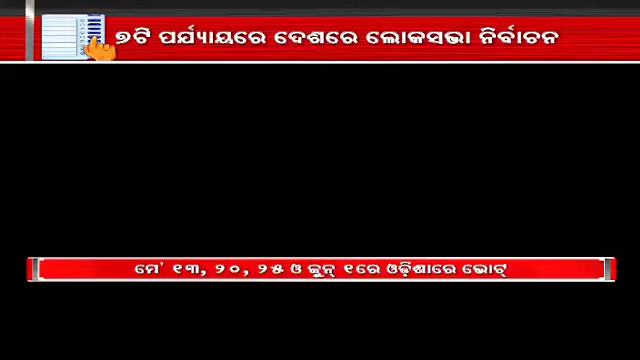 ୭ଟି ପର୍ଯ୍ୟାୟରେ ଦେଶରେ ଲୋକସଭା ନିର୍ବାଚନ
ମେ' ୧୩, ୨୦, ୨୫ ଓ ଜୁନ୍ ୧ରେ ଓଡ଼ିଶାରେ ଭୋଟ୍